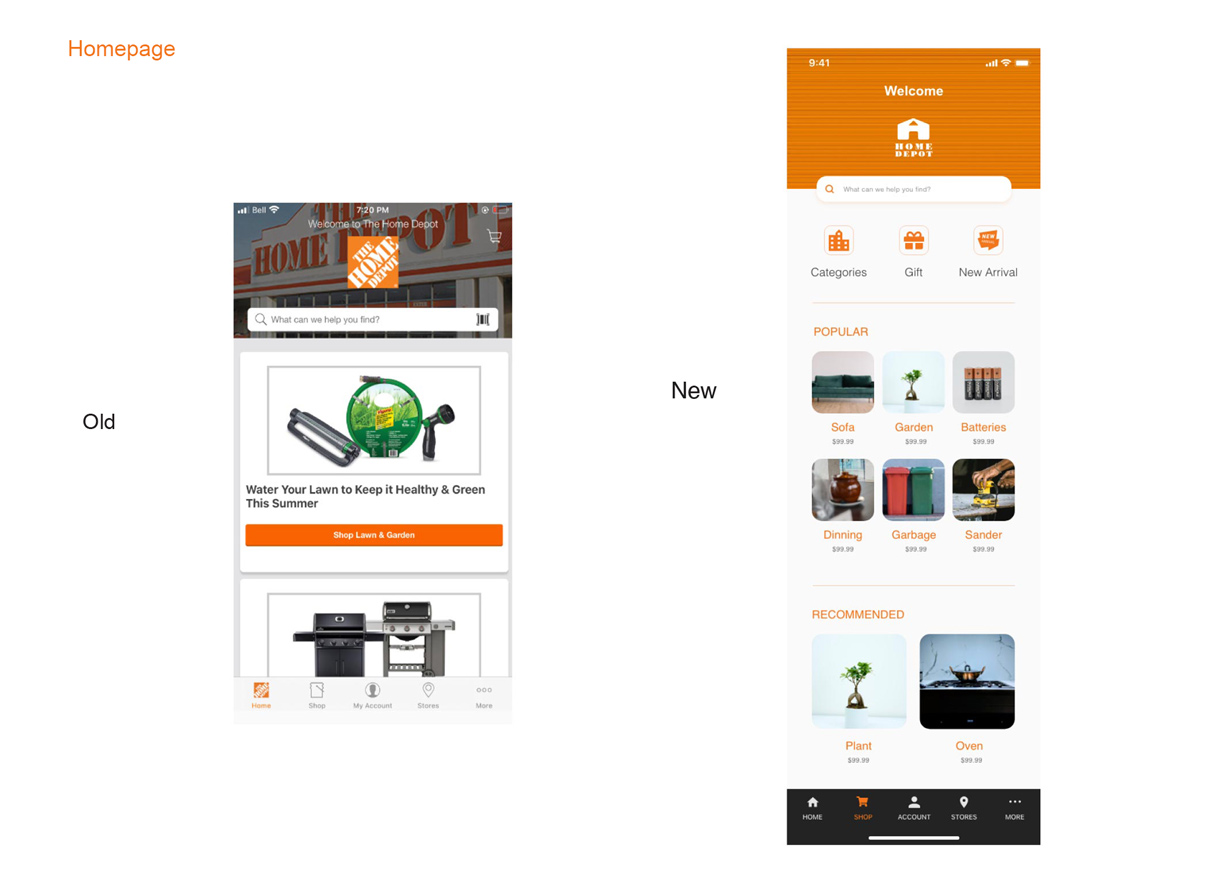 Homepage
Old
Bell
7:20 PM
Welcome to The Home Depot
HOME DEPOT
THE
HOME
DEPOT
What can we help you find?
Water Your Lawn to Keep it Healthy & Green
This Summer
Shop Lawn & Garden
Home Shop My Account Stores More
New
9:41
Welcome
HOME
DEPOT
What can we help you find?
NEW
Categories Gift New Arrival
POPULAR
Sofa Garden Batteries
$99.99 $99.99 $99.99
Dinning Garbage Sander
$99.99 $99.99 $99.99
RECOMMENDED
Plant Oven
$99.99 $99.99
HOME SHOP ACCOUNT STORES MORE